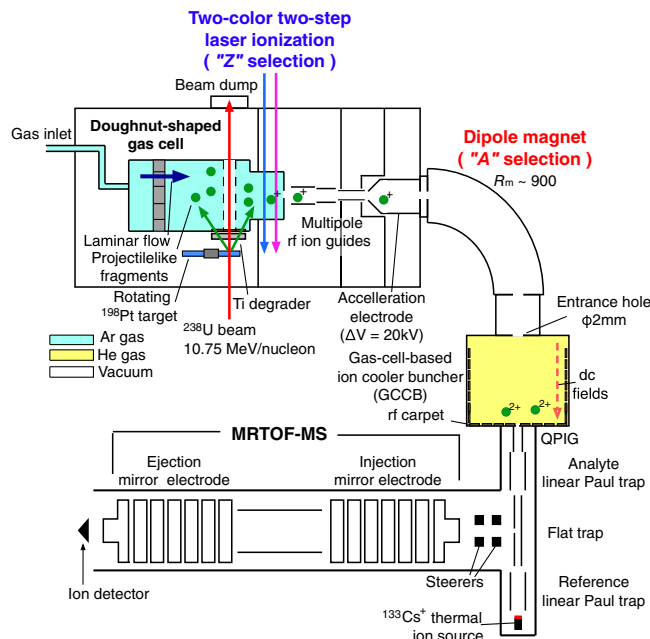 Two-color two-step
laser ionization
( "Z" selection )
Beam dump
Gas inlet
Doughnut-shaped
gas cell
Dipole magnet
( "A" selection )
Rm ~ 900
+
+
+
Multipole
rf ion guides
Laminar flow
Projectilelike
fragments
Rotating
198Pt target
Ti degrader
238U beam
10.75 MeV/nucleon
Accelleration
electrode
(ΔV = 20kV)
Entrance hole
ϕ2mm
Ar gas
He gas
Vacuum
Gas-cell-based
ion cooler buncher
(GCCB)
rf carpet
2+
2+
dc
fields
QPIG
MRTOF-MS
Ejection
mirror electrode
Injection
mirror electrode
Analyte
linear Paul trap
Flat trap
Steerers
Ion detector
Reference
linear Paul trap
133Cs+ thermal
ion source